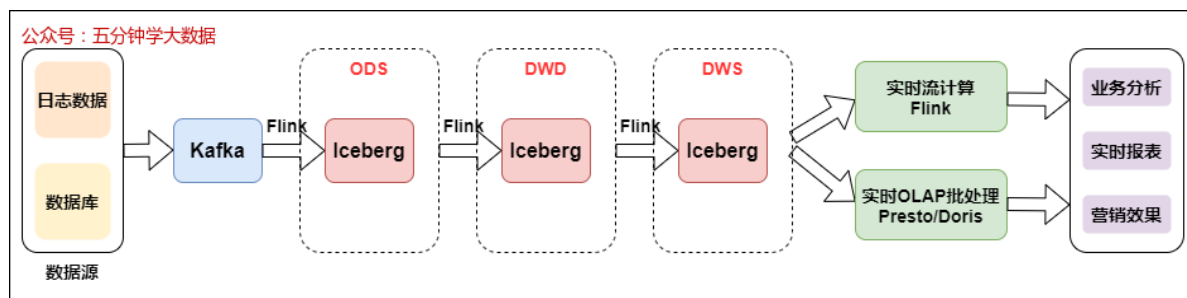 公众号：五分钟学大数据
日志数据
数据库
数据源
Kafka
Flink
ODS
Iceberg
Flink
DWD
Iceberg
Flink
DWS
Iceberg
实时流计算
Flink
实时OLAP批处理
Presto/Doris
业务分析
实时报表
营销效果